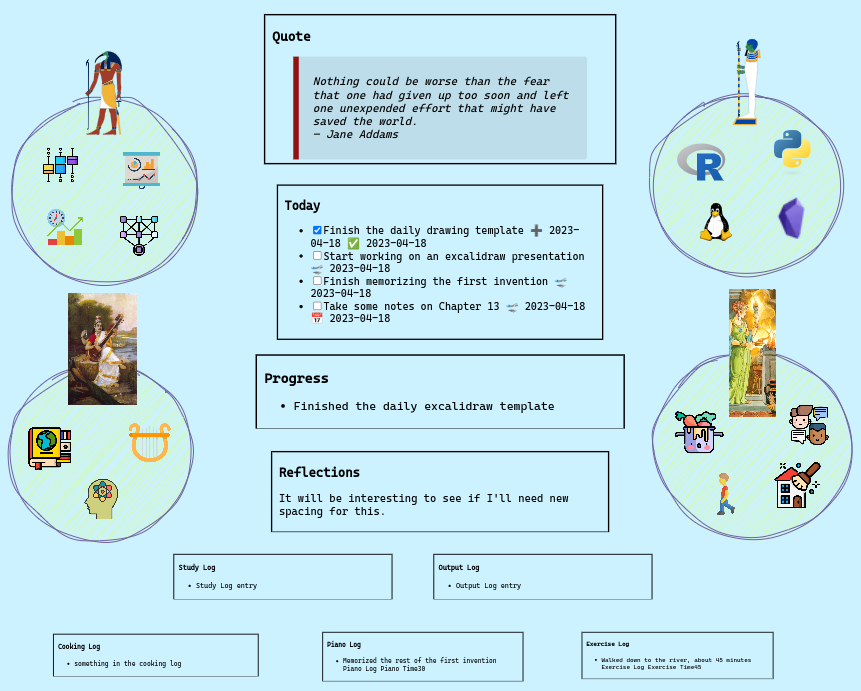 Quote
Nothing could be worse than the fear
that one had given up too soon and left
one unexpended effort that might have
saved the world.
— Jane Addams
Today
• Finish the daily drawing template ➕ 2023-
04-18 ✅ 2023-04-18
• Start working on an excalidraw presentation
🛫 2023-04-18
• Finish memorizing the first invention 🛫
2023-04-18
• Take some notes on Chapter 13 🛫 2023-04-18
📅 2023-04-18
Progress
• Finished the daily excalidraw template
Reflections
It will be interesting to see if I'll need new
spacing for this.
Study Log
• Study Log entry
Output Log
• Output Log entry
Cooking Log
• something in the cooking log
Piano Log
• Memorized the rest of the first invention
Piano Log Piano Time30
Exercise Log
• Walked down to the river, about 45 minutes
Exercise Log Exercise Time45
R